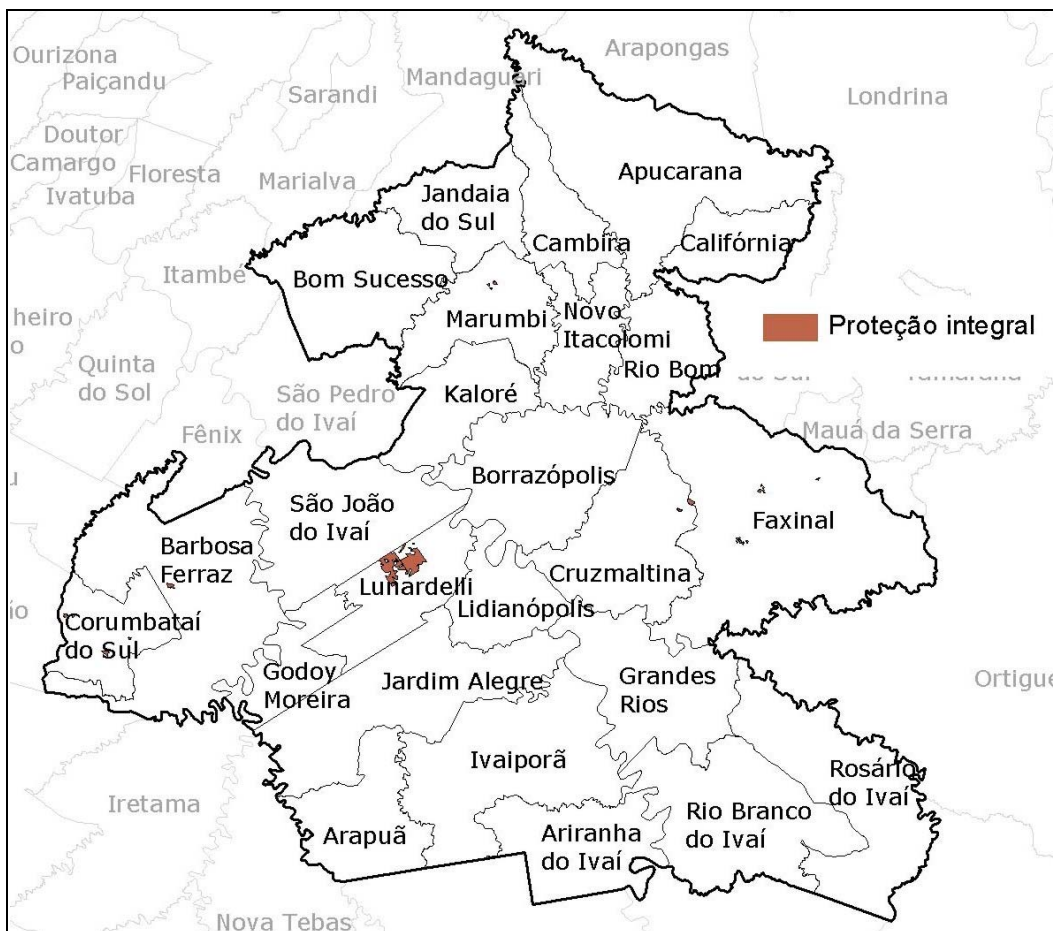 Ourizona
Paiçandu
Arapongas
Mandaguari
Sarandi
Londrina
Doutor
Camargo
Ivatuba
Floresta
Marialva
Apucarana
Jandaia
do Sul
Cambira
Califórnia
Itambé
Bom Sucesso
Marumbi
Novo
Itacolomi
Proteção integral
Rio Bom
Quinta
do Sol
São Pedro
do Ivaí
Kaloré
Fênix
Mauá da Serra
Borrazópolis
São João
do Ivaí
Faxinal
Barbosa
Ferraz
Lunardelli
Cruzmaltina
Lidianópolis
Corumbataí
do Sul
Godoy
Moreira
Jardim Alegre
Grandes
Rios
Ortigue
Ivaiporã
Rosário
do Ivaí
Iretama
Arapuã
Ariranha
do Ivaí
Rio Branco
do Ivaí
Nova Tebas